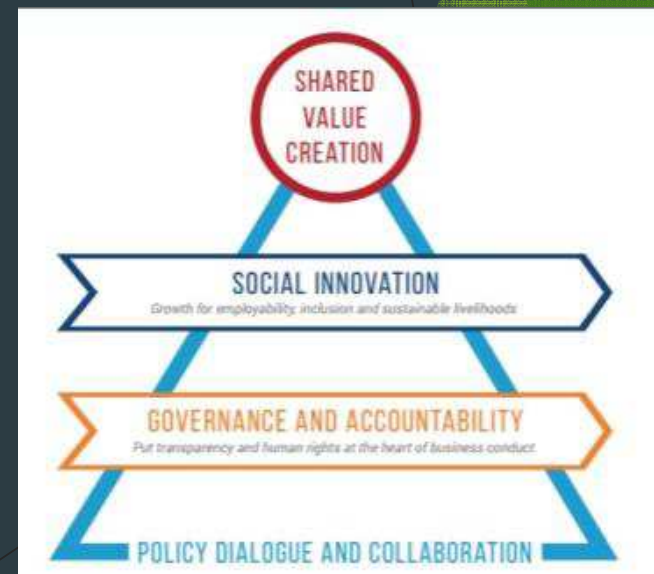 SHARED
VALUE
CREATION
SOCIAL INNOVATION
Growth for employability, inclusion and sustainable livelihoods
GOVERNANCE AND ACCOUNTABILITY
Put transparency and human rights at the heart of business conduct
POLICY DIALOGUE AND COLLABORATION